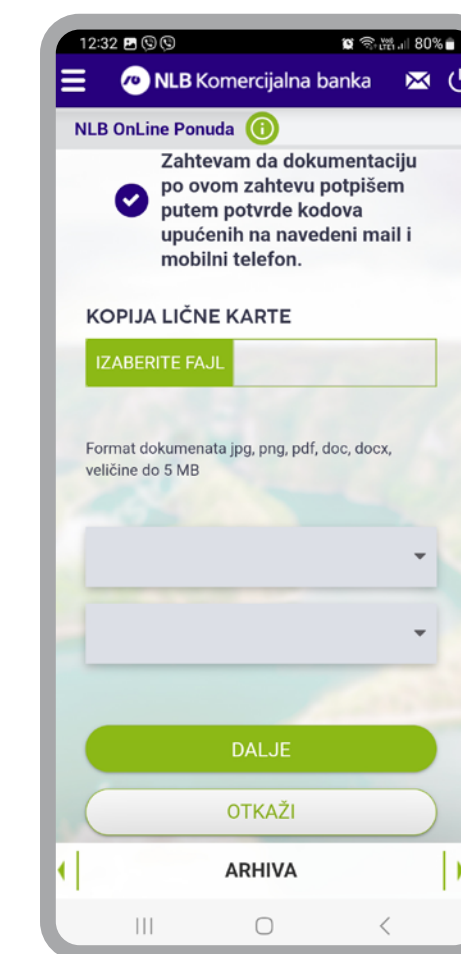 12:32 80%
NLB Komercijalna banka
NLB OnLine Ponuda
Zahtevam da dokumentaciju
po ovom zahtevu potpišem
putem potvrde kodova
upućenih na navedeni mail i
mobilni telefon.
KOPIJA LIČNE KARTE
IZABERITE FAJL
Format dokumenata jpg, png, pdf, doc, docx,
veličine do 5 MB
DALJE
OTKAŽI
ARHIVA